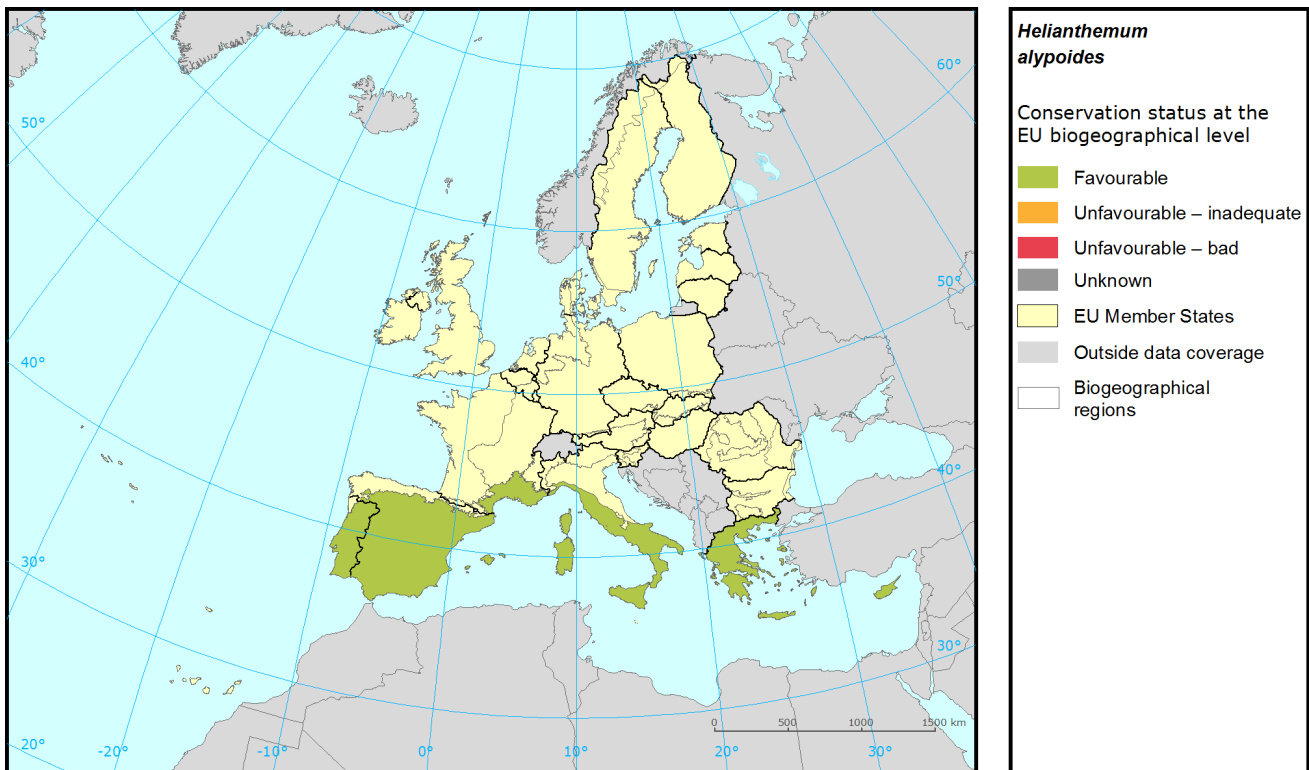 60°
50°
50°
40°
40°
30°
30°
20°
-20°
-10°
0°
10°
20°
30°
0 500 1000 1500 km
Helianthemum
alypoides
Conservation status at the
EU biogeographical level
Favourable
Unfavourable – inadequate
Unfavourable – bad
Unknown
EU Member States
Outside data coverage
Biogeographical
regions